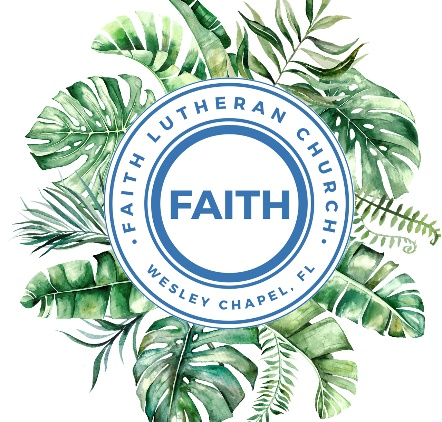 FAITH LUTHERAN CHURCH
FAITH
WESLEY CHAPEL, FL